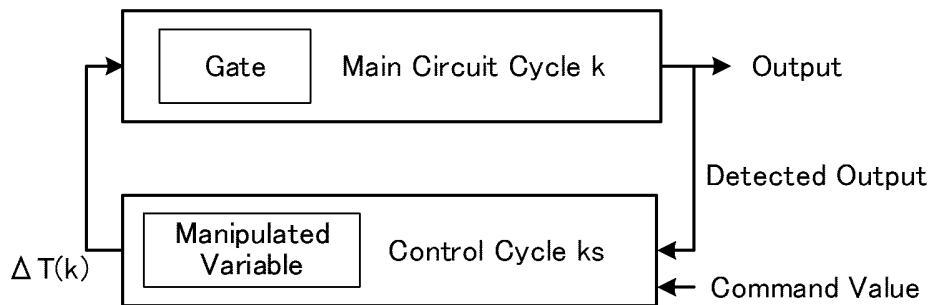 Gate
Main Circuit Cycle k
Output
Detected Output
Manipulated
Variable
Control Cycle ks
ΔT(k)
Command Value